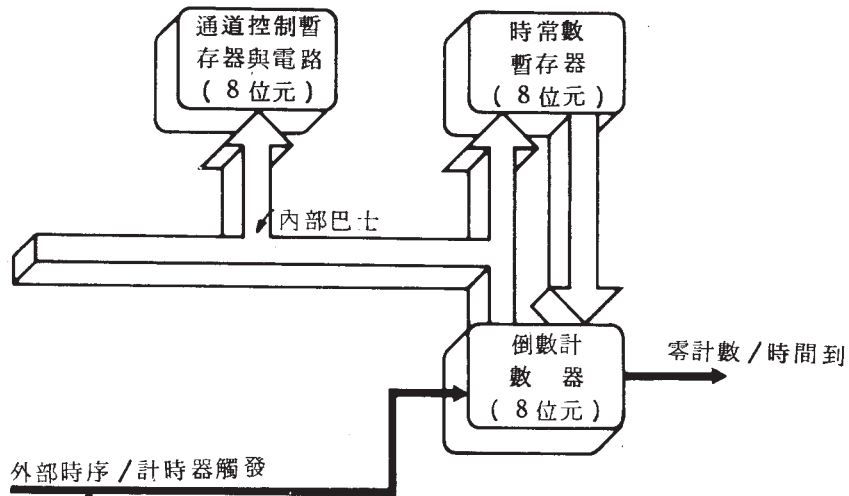 通道控制暫
存器與電路
( 8位元 )
時常數
暫存器
( 8位元 )
內部巴士
倒數計
數 器
( 8位元 )
零計數/時間到
外部時序/計時器觸發